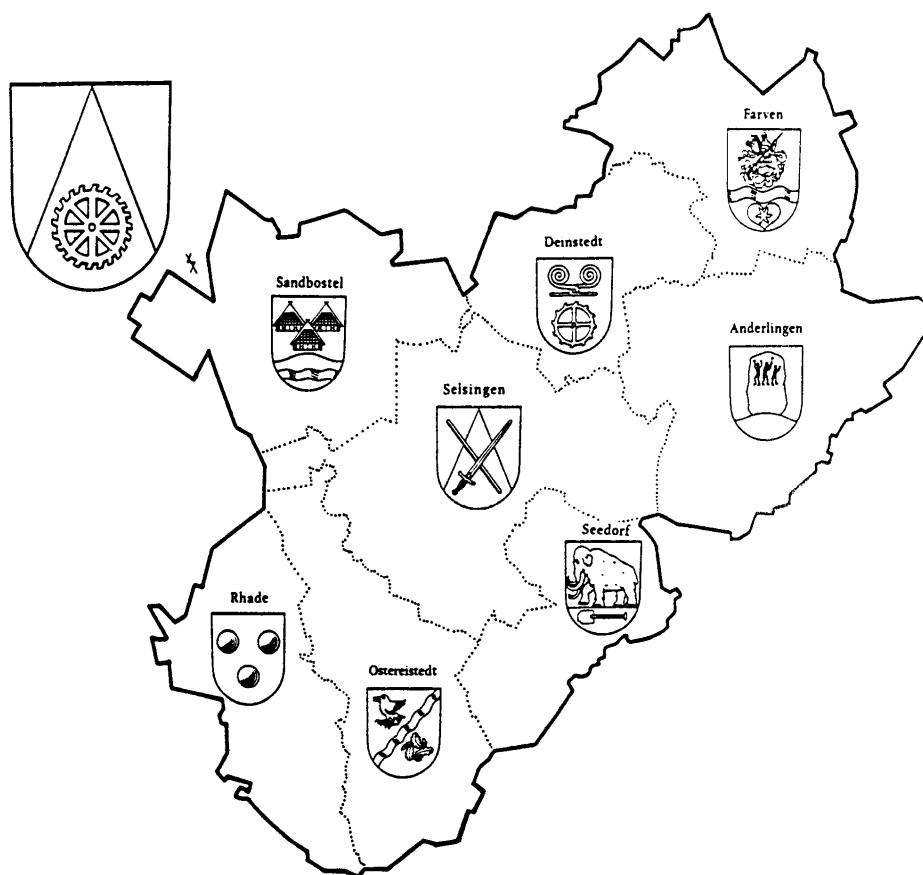 Farven
Deinstedt
Sandbostel
Anderlingen
Selsingen
Seedorf
Rhade
Ostereistedt